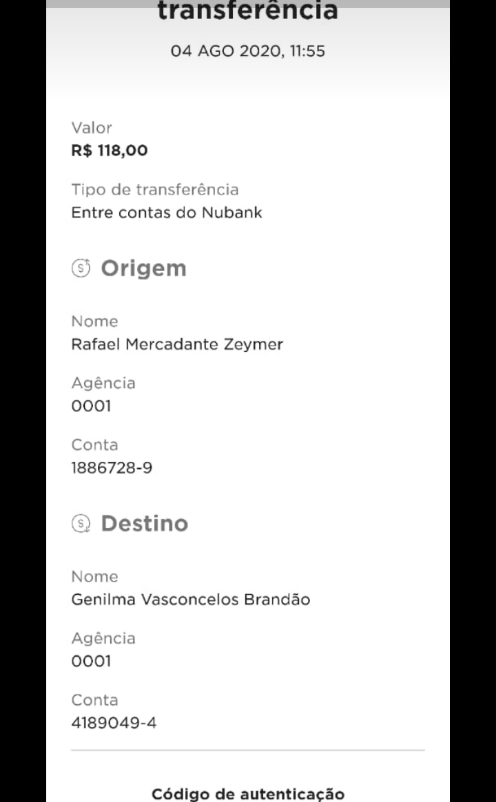 transferência
04 AGO 2020, 11:55
Valor
R$ 118,00
Tipo de transferência
Entre contas do Nubank
Origem
Nome
Rafael Mercadante Zeymer
Agência
0001
Conta
1886728-9
Destino
Nome
Genilma Vasconcelos Brandão
Agência
0001
Conta
4189049-4
Código de autenticação